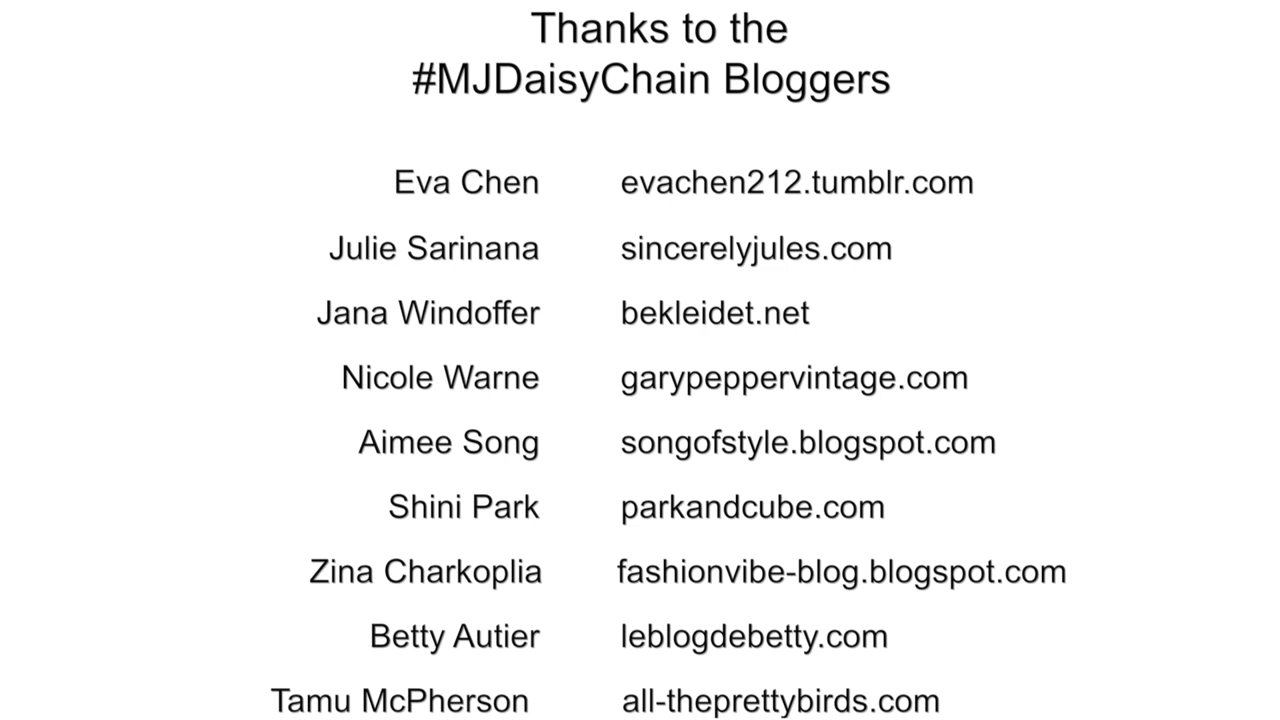 Thanks to the
#MJDaisyChain Bloggers
Eva Chen evachen212.tumblr.com
Julie Sarinana sincerelyjules.com
Jana Windoffer bekleidet.net
Nicole Warne garypeppervintage.com
Aimee Song songofstyle.blogspot.com
Shini Park parkandcube.com
Zina Charkoplia fashionvibe-blog.blogspot.com
Betty Autier leblogdebetty.com
Tamu McPherson all-theprettybirds.com